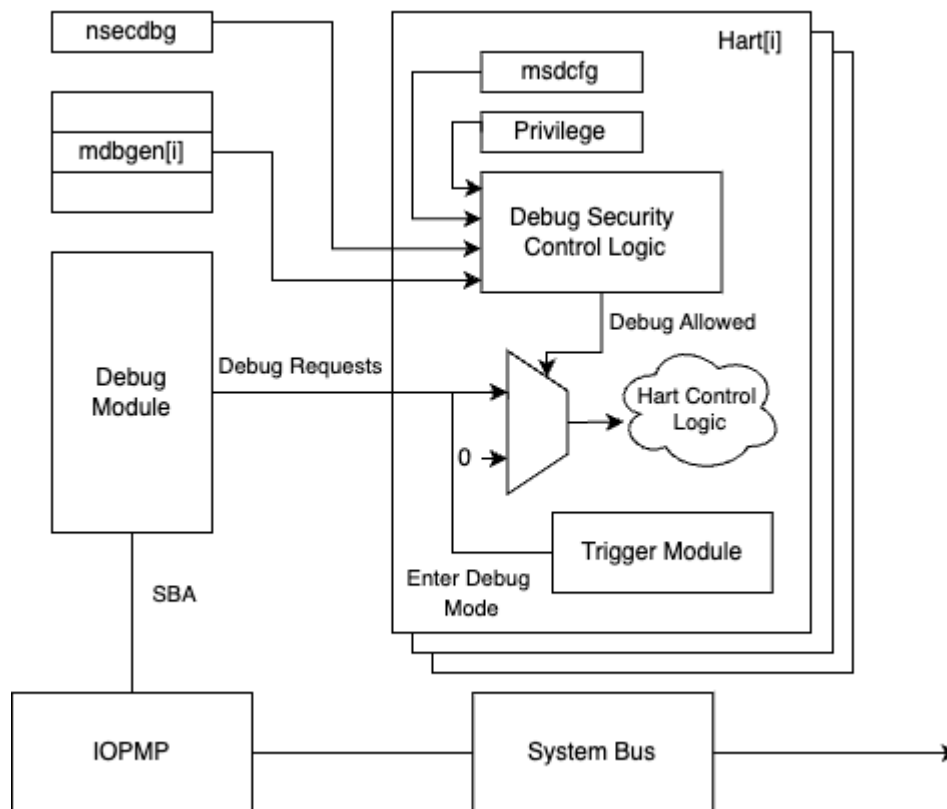 nsecdbg
Hart[i]
msdcfg
Privilege
mdbgen[i]
Debug Security
Control Logic
Debug Allowed
Debug Requests
Debug
Module
Hart Control
Logic
0
Trigger Module
Enter Debug
Mode
SBA
IOPMP
System Bus